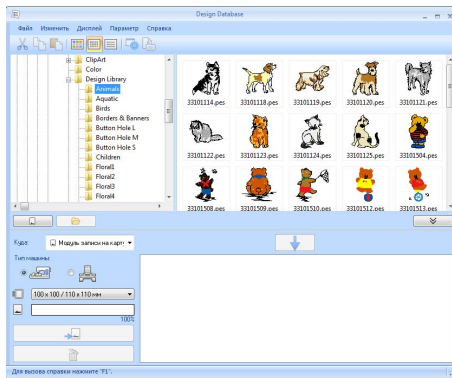 Design Database
Файл Изменить Дисплей Параметр Справка
ClipArt
Color
Design Library
Animals
Aquatic
Birds
Borders & Banners
Button Hole L
Button Hole M
Button Hole S
Children
Floral1
Floral2
Floral3
Floral4
33101114.pes 33101118.pes 33101119.pes 33101120.pes 33101121.pes
33101122.pes 33101123.pes 33101124.pes 33101125.pes 33101504.pes
33101508.pes 33101509.pes 33101510.pes 33101512.pes 33101513.pes
Куда: Модуль записи на карту
Тип машины:
100 x 100 / 110 x 110 мм
100%
Для вызова справки нажмите "F1".